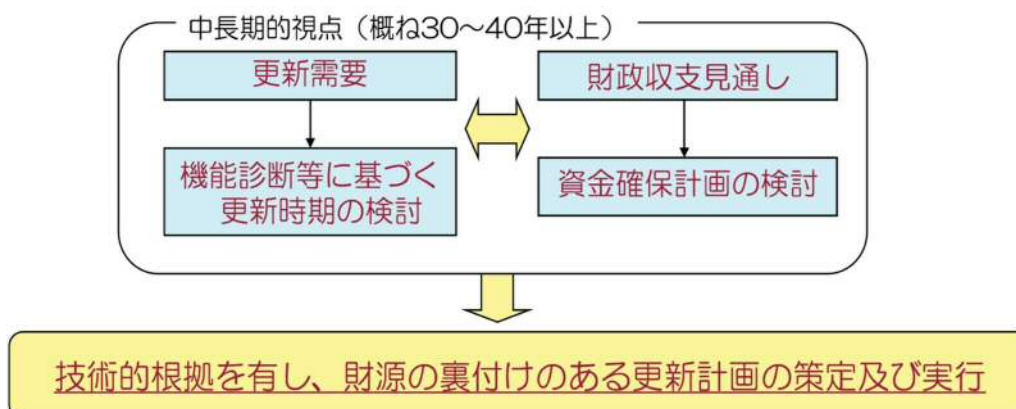 中長期的視点（概ね30～40年以上）
更新需要
機能診断等に基づく
更新時期の検討
財政収支見通し
資金確保計画の検討
技術的根拠を有し、財源の裏付けのある更新計画の策定及び実行